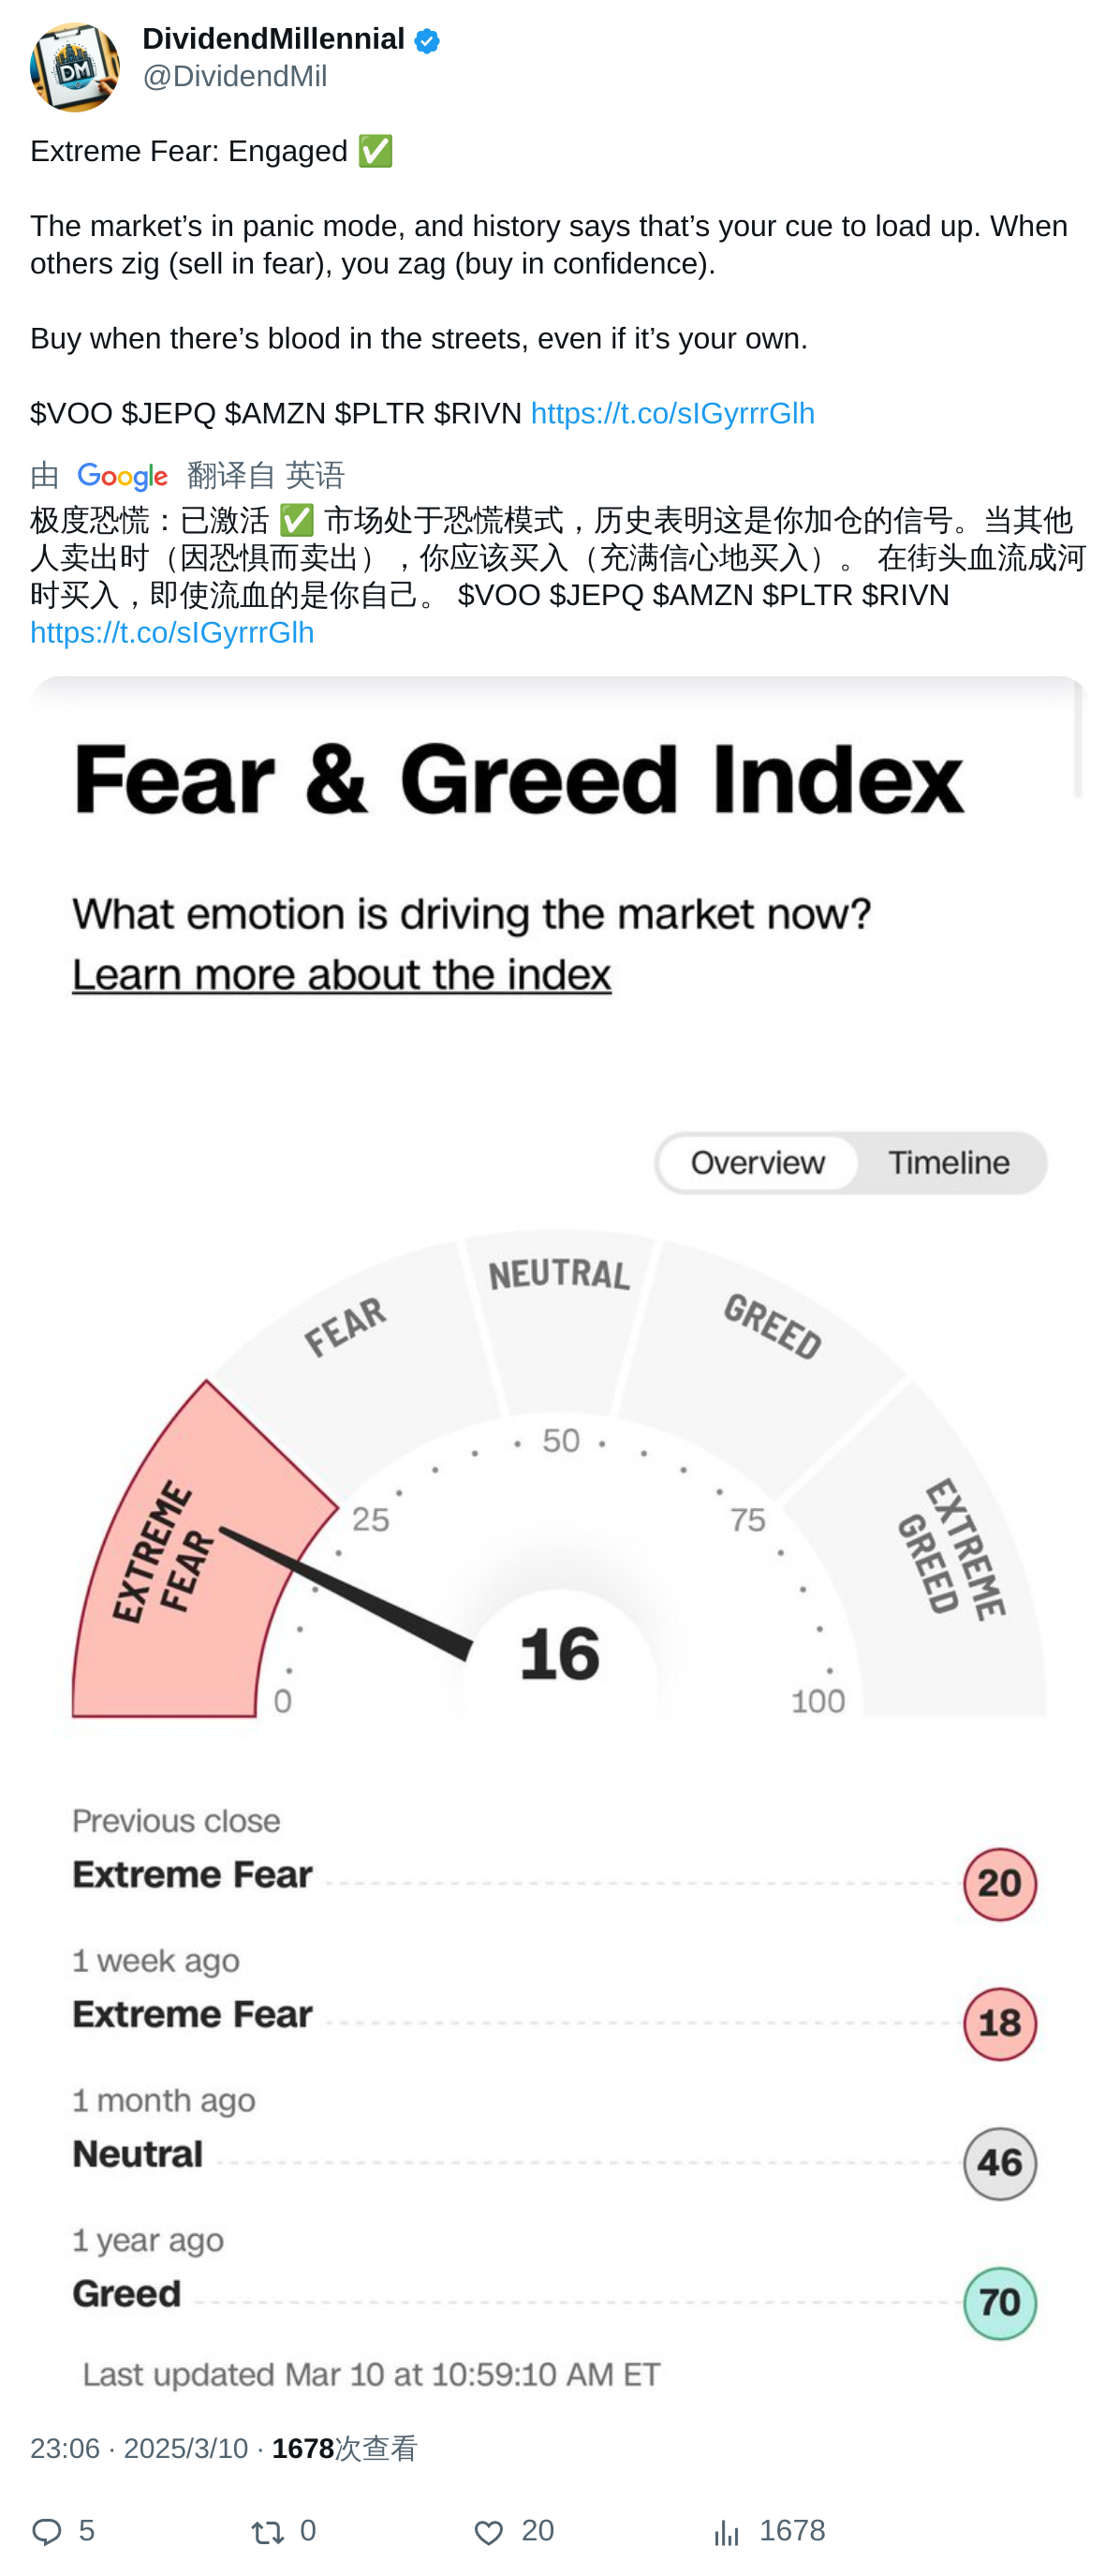 DM
DividendMillennial
@DividendMil
Extreme Fear: Engaged ✅
The market’s in panic mode, and history says that’s your cue to load up. When
others zig (sell in fear), you zag (buy in confidence).
Buy when there’s blood in the streets, even if it’s your own.
$VOO $JEPQ $AMZN $PLTR $RIVN https://t.co/sIGyrrrGlh
由 Google 翻译自 英语
极度恐慌：已激活 ✅ 市场处于恐慌模式，历史表明这是你加仓的信号。当其他
人卖出时（因恐惧而卖出），你应该买入（充满信心地买入）。 在街头血流成河
时买入，即使流血的是你自己。 $VOO $JEPQ $AMZN $PLTR $RIVN
https://t.co/sIGyrrrGlh
Fear & Greed Index
What emotion is driving the market now?
Learn more about the index
Overview Timeline
EXTREME
FEAR
FEAR
NEUTRAL
GREED
EXTREME
GREED
0
25
50
75
100
16
Previous close
Extreme Fear 20
1 week ago
Extreme Fear 18
1 month ago
Neutral 46
1 year ago
Greed 70
Last updated Mar 10 at 10:59:10 AM ET
23:06 · 2025/3/10 · 1678次查看
5 0 20 1678